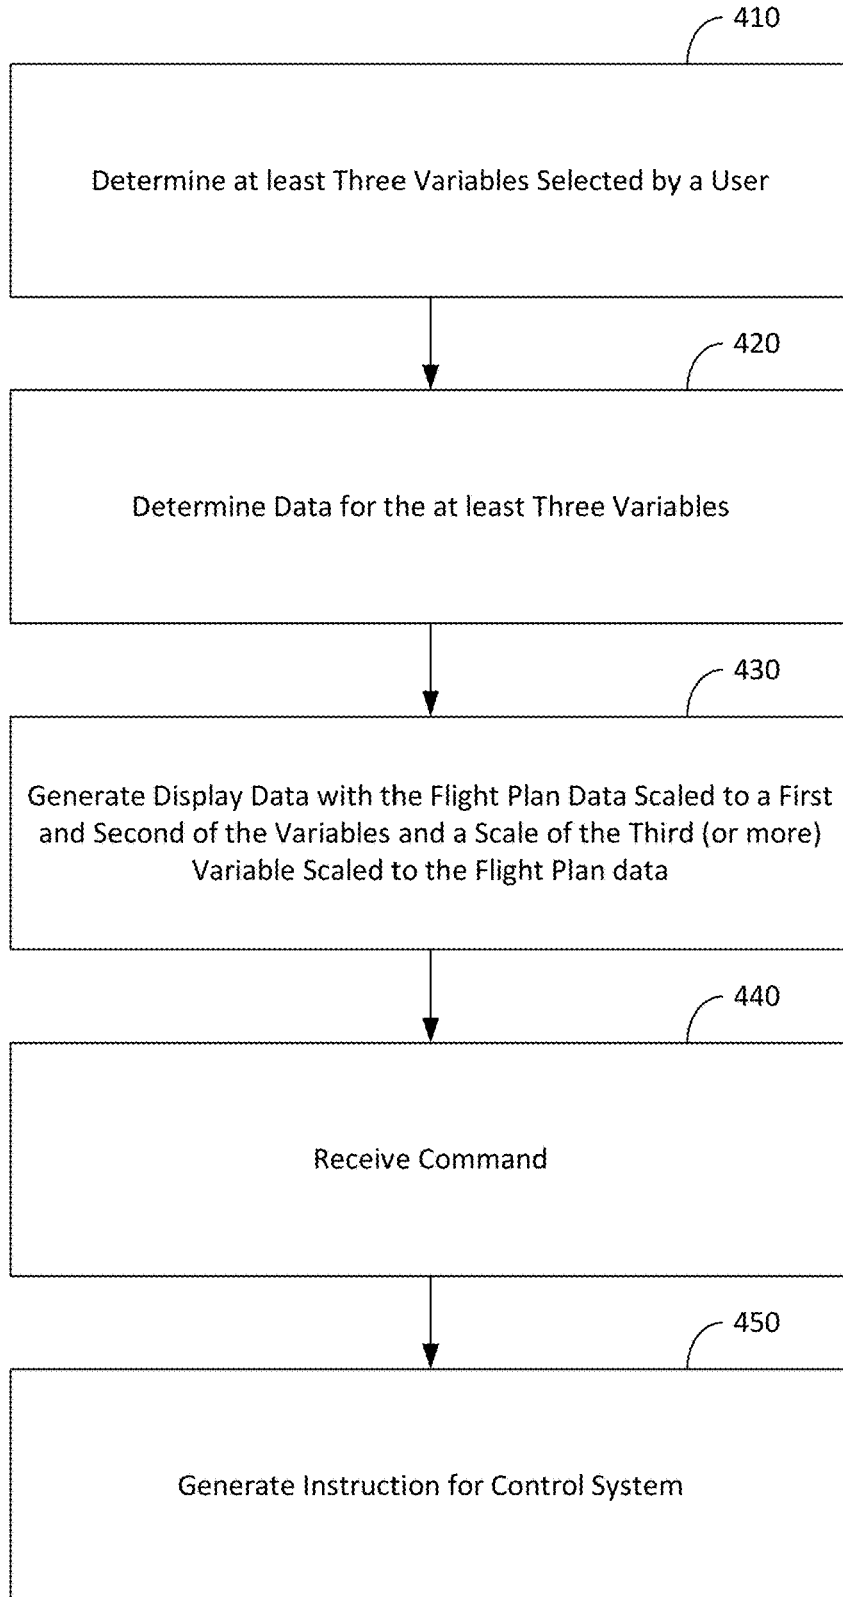 410
Determine at least Three Variables Selected by a User
420
Determine Data for the at least Three Variables
430
Generate Display Data with the Flight Plan Data Scaled to a First
and Second of the Variables and a Scale of the Third (or more)
Variable Scaled to the Flight Plan data
440
Receive Command
450
Generate Instruction for Control System